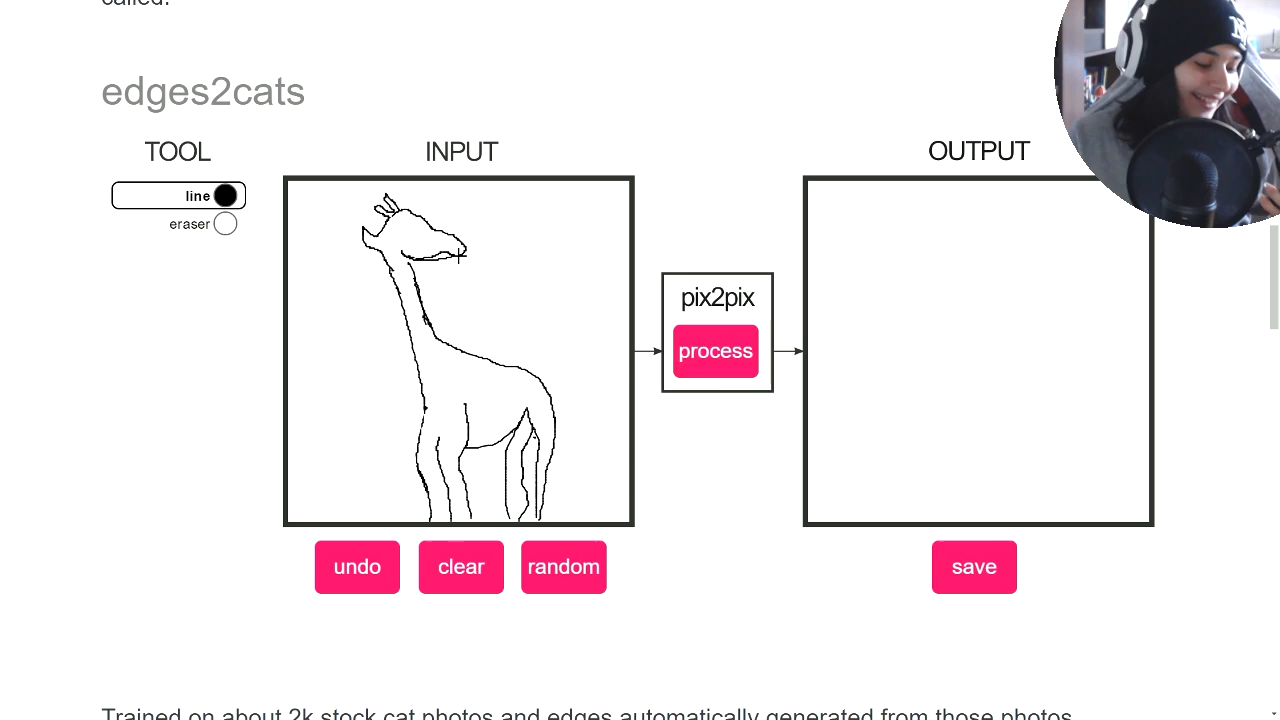 called.
edges2cats
TOOL
INPUT
OUTPUT
line
eraser
pix2pix
process
undo
clear
random
save
Trained on about 2k stock cat photos and edges automatically generated from those photos.